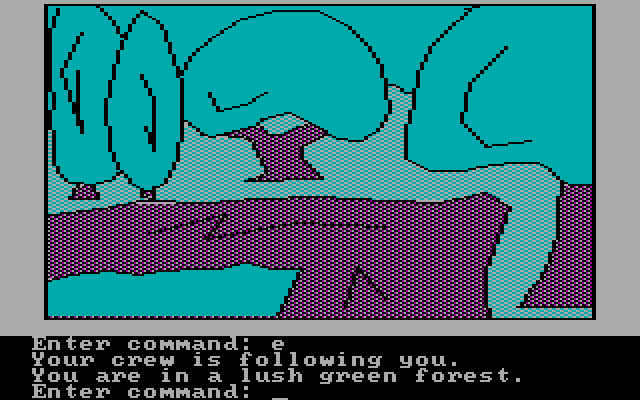 Enter command: e
Your crew is following you.
You are in a lush green forest.
Enter command: _